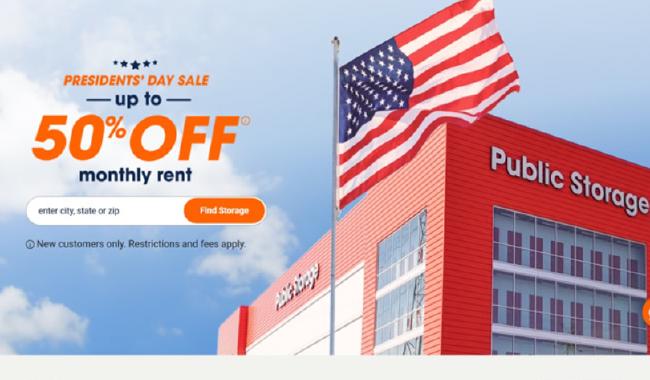 PRESIDENTS' DAY SALE
up to
50% OFF
monthly rent
enter city, state or zip
Find Storage
New customers only. Restrictions and fees apply.
Public Storage
Public Storage